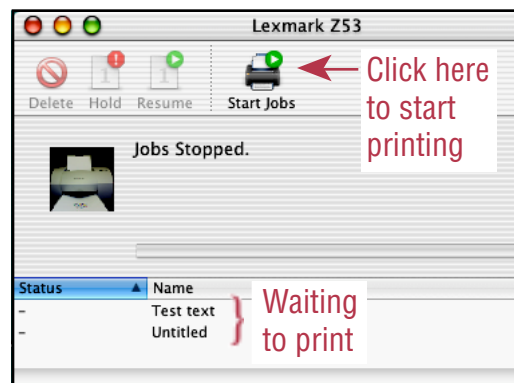 Lexmark Z53
Delete Hold Resume Start Jobs
Click here
to start
printing
Jobs Stopped.
Status Name
- Test text
- Untitled
Waiting
to print